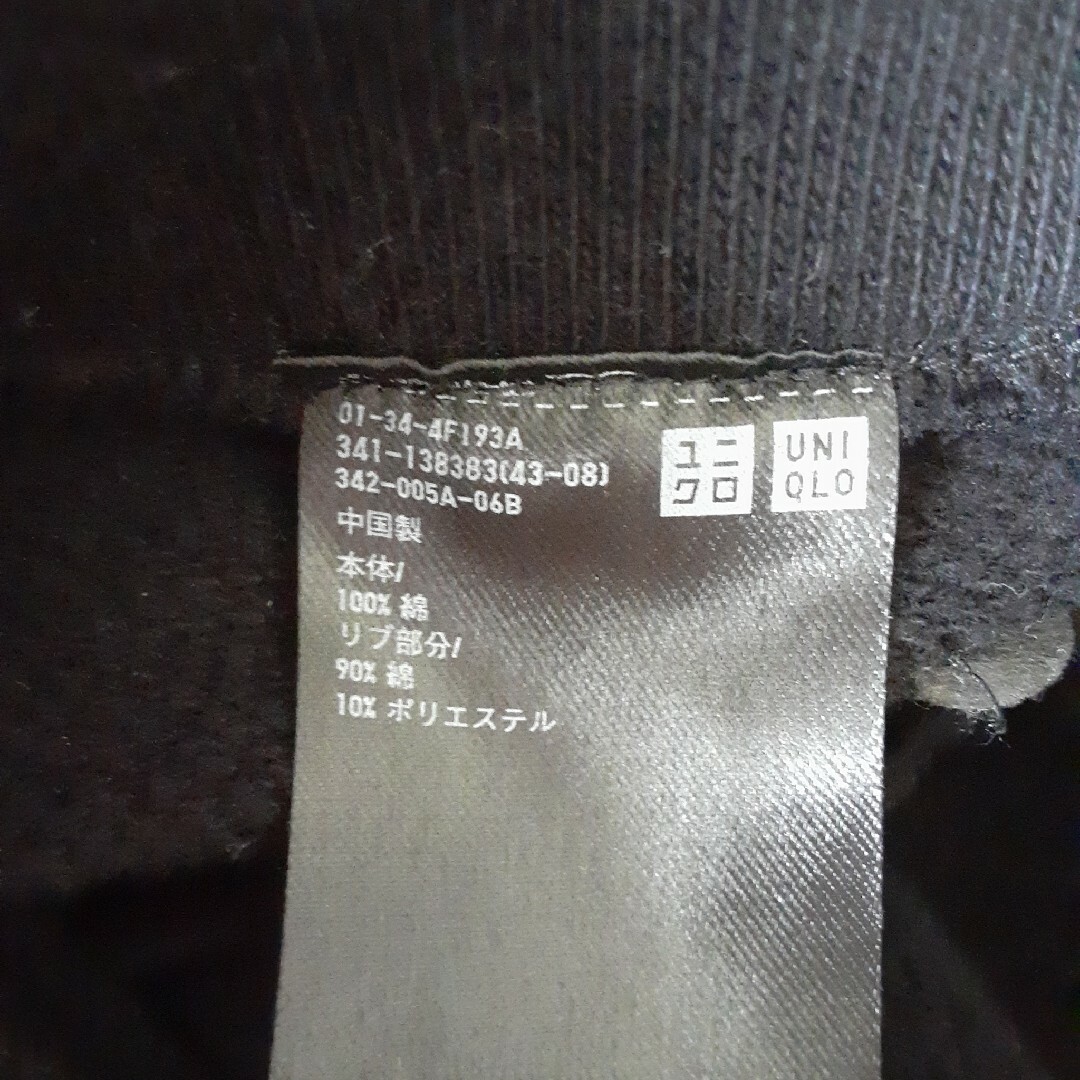 01-34-4F193A
341-138383(43-08)
342-005A-06B
中国製
本体/
100% 綿
リブ部分/
90% 綿
10% ポリエステル
ユニ
クロ
UNI
QLO